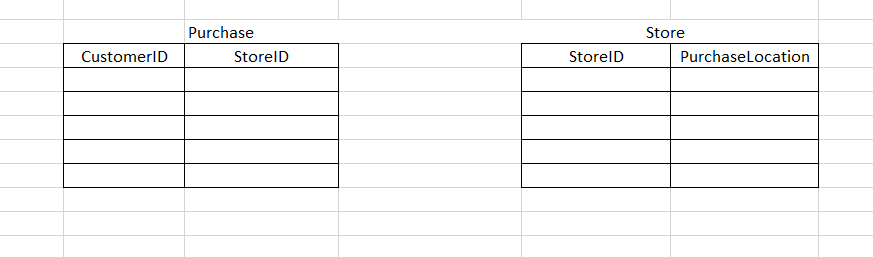 Purchase Store
CustomerID StoreID StoreID PurchaseLocation